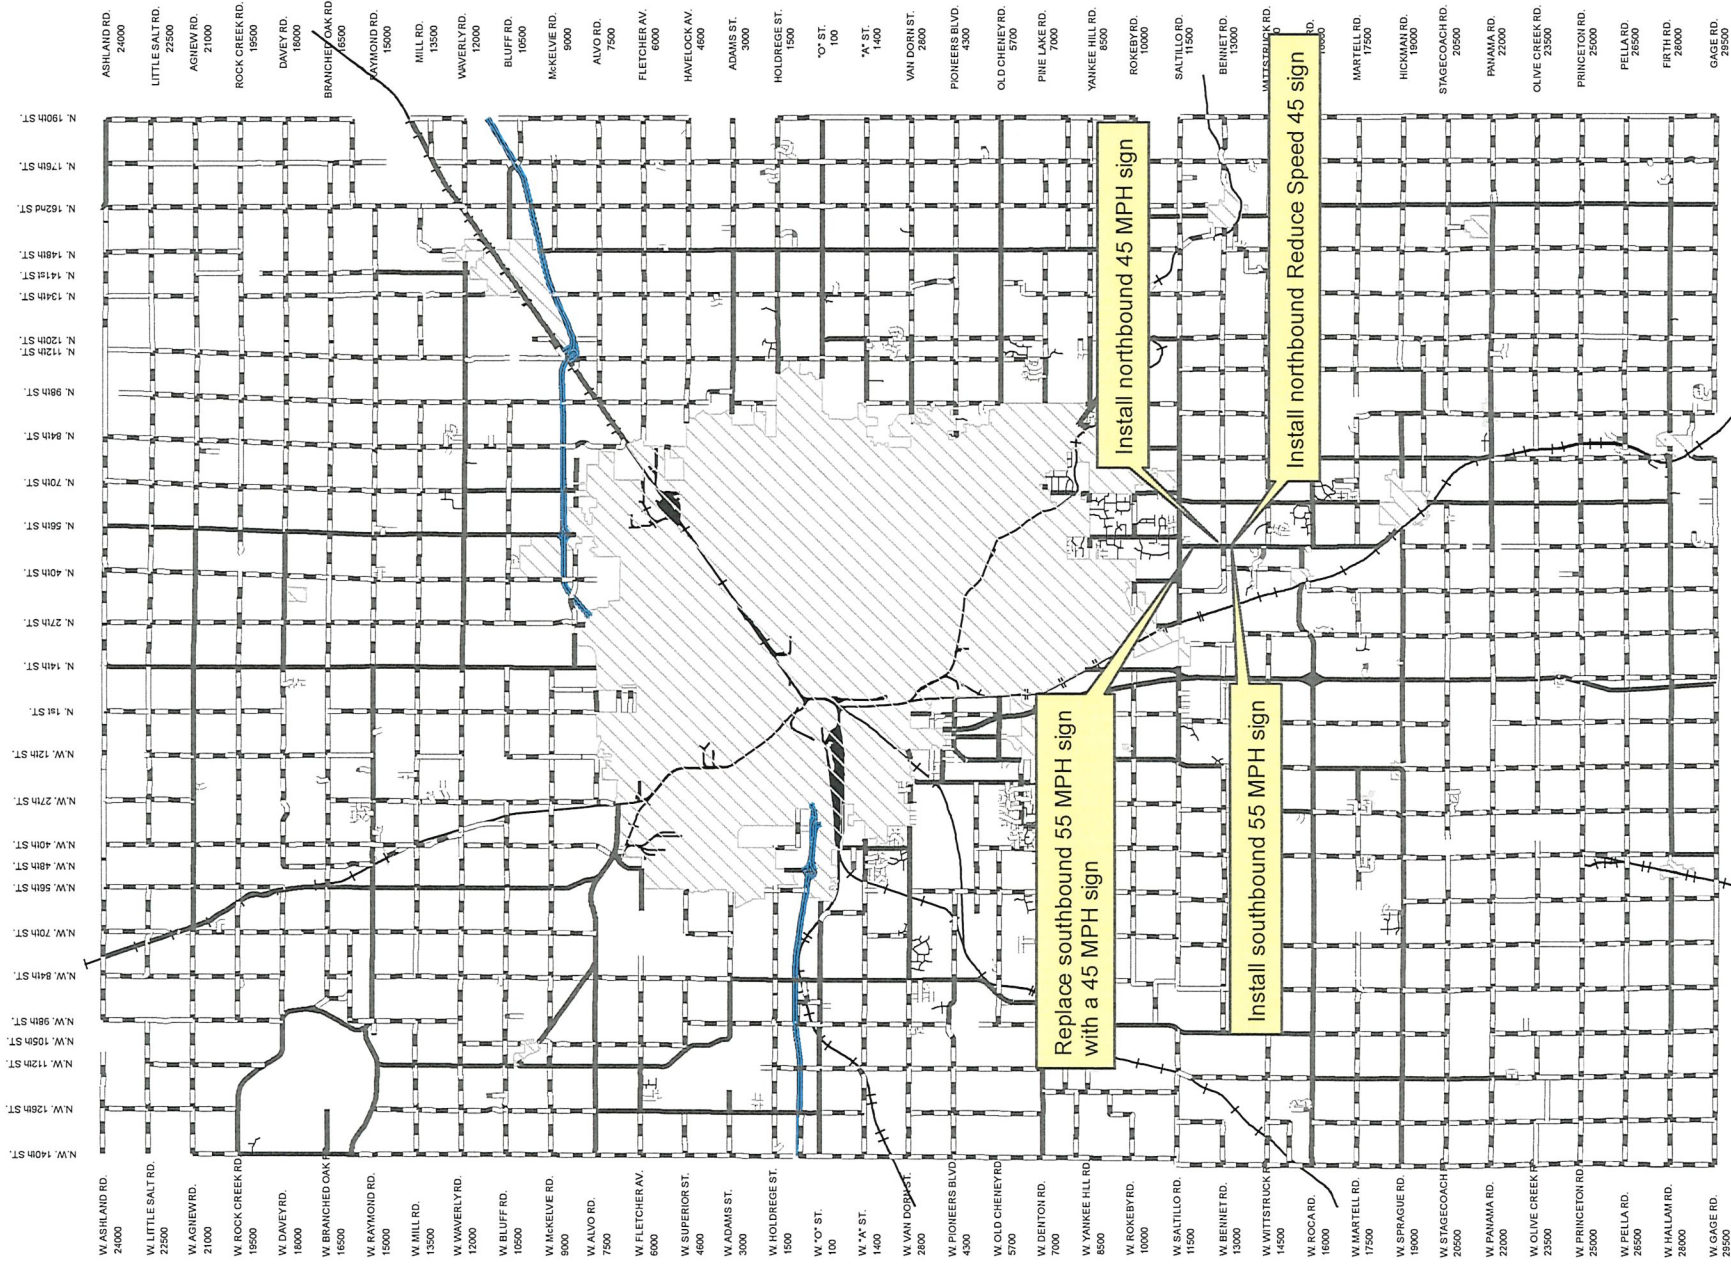 ASHLAND RD.
24000
LITTLE SALT RD.
22500
AGNEW RD.
21000
ROCK CREEK RD.
19500
DAVEY RD.
18000
BRANCHED OAK RD
16500
RAYMOND RD.
15000
MILL RD.
13500
WAVERLY RD.
12000
BLUFF RD.
10500
McKELVIE RD.
9000
ALVO RD.
7500
FLETCHER AV.
6000
HAVELOCK AV.
4600
ADAMS ST.
3000
HOLDREGE ST.
1500
"O" ST.
100
"A" ST.
1400
VAN DORN ST.
2800
PIONEERS BLVD.
4300
OLD CHENEY RD.
5700
PINE LAKE RD.
7000
YANKEE HILL RD.
8500
ROKEBY RD.
10000
SALTILLO RD.
11500
BENNET RD.
13000
WITTSTRUCK RD.
RD.
MARTELL RD.
17500
HICKMAN RD.
19000
STAGECOACH RD.
20500
PANAMA RD.
22000
OLIVE CREEK RD.
23500
PRINCETON RD.
25000
PELLA RD.
26500
FIRTH RD.
28000
GAGE RD.
29500
N. 190th ST.
N. 176th ST.
N. 162nd ST.
N. 148th ST.
N. 141st ST.
N. 134th ST.
N. 120th ST.
N. 112th ST.
N. 98th ST.
N. 84th ST.
N. 70th ST.
N. 56th ST.
N. 40th ST.
N. 27th ST.
N. 14th ST.
N. 1st ST.
N.W. 12th ST.
N.W. 27th ST.
N.W. 40th ST.
N.W. 48th ST.
N.W. 56th ST.
N.W. 70th ST.
N.W. 84th ST.
N.W. 98th ST.
N.W. 105th ST.
N.W. 112th ST.
N.W. 126th ST.
N.W. 140th ST.
Install northbound 45 MPH sign
Install northbound Reduce Speed 45 sign
Replace southbound 55 MPH sign
with a 45 MPH sign
Install southbound 55 MPH sign
W. ASHLAND RD.
24000
W. LITTLE SALT RD.
22500
W. AGNEW RD.
21000
W. ROCK CREEK RD
19500
W. DAVEY RD.
18000
W. BRANCHED OAK R
16500
W. RAYMOND RD.
15000
W. MILL RD.
13500
W. WAVERLY RD.
12000
W. BLUFF RD.
10500
W. McKELVIE RD.
9000
W. ALVO RD.
7500
W. FLETCHER AV.
6000
W. SUPERIOR ST.
4600
W. ADAMS ST.
3000
W. HOLDREGE ST.
1500
W. "O" ST.
100
W. "A" ST.
1400
W. VAN DORN ST.
2800
W. PIONEERS BLVD
4300
W. OLD CHENEY RD
5700
W. DENTON RD.
7000
W. YANKEE HILL RD
8500
W. ROKEBY RD.
10000
W. SALTILLO RD.
11500
W. BENNET RD.
13000
W. WITTSTRUCK R
14500
W. ROCA RD.
16000
W. MARTELL RD.
17500
W. SPRAGUE RD.
19000
W. STAGECOACH R
20500
W. PANAMA RD.
22000
W. OLIVE CREEK R
23500
W. PRINCETON RD.
25000
W. PELLA RD.
26500
W. HALLAM RD.
28000
W. GAGE RD.
29500